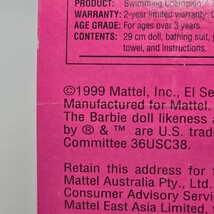 PRODUCT: Swimming Champion
WARRANTY: 2-year limited warranty.
AGE GRADE: For ages over 3 years.
CONTENTS: 29 cm doll, bathing suit,
towel, and instructions.
©1999 Mattel, Inc., El Se
Manufactured for Mattel,
The Barbie doll likeness a
by ® & ™ are U.S. trade
Committee 36USC38.
Retain this address for
Mattel Australia Pty., Ltd.
Consumer Advisory Servi
Mattel East Asia Limited,